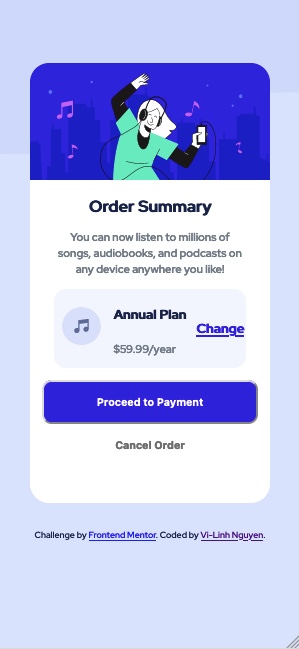 Order Summary
You can now listen to millions of
songs, audiobooks, and podcasts on
any device anywhere you like!
Annual Plan
Change
$59.99/year
Proceed to Payment
Cancel Order
Challenge by Frontend Mentor. Coded by Vi-Linh Nguyen.